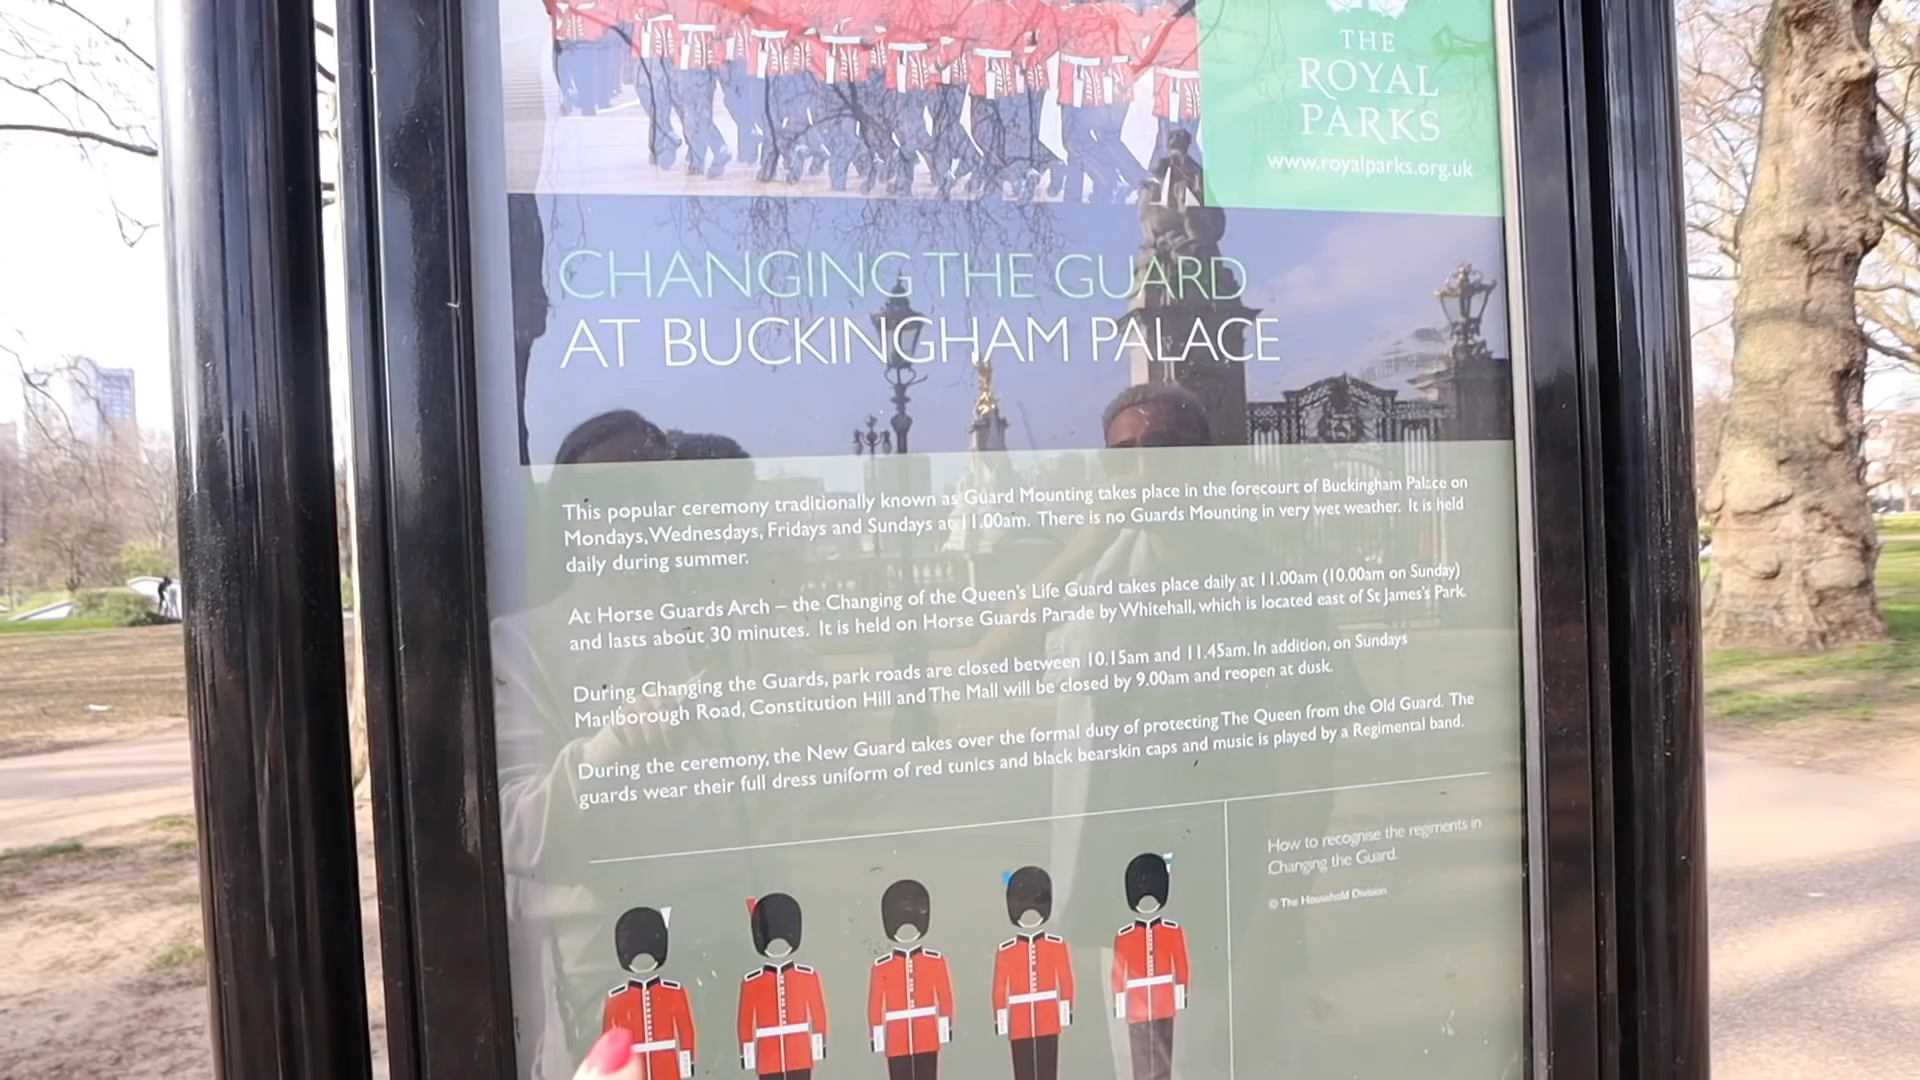 THE
ROYAL
PARKS
www.royalparks.org.uk
CHANGING THE GUARD
AT BUCKINGHAM PALACE
This popular ceremony traditionally known as Guard Mounting takes place in the forecourt of Buckingham Palace on
Mondays, Wednesdays, Fridays and Sundays at 11.00am. There is no Guards Mounting in very wet weather. It is held
daily during summer.
At Horse Guards Arch – the Changing of the Queen's Life Guard takes place daily at 11.00am (10.00am on Sunday)
and lasts about 30 minutes. It is held on Horse Guards Parade by Whitehall, which is located east of St James's Park.
During Changing the Guards, park roads are closed between 10.15am and 11.45am. In addition, on Sundays
Marlborough Road, Constitution Hill and The Mall will be closed by 9.00am and reopen at dusk.
During the ceremony, the New Guard takes over the formal duty of protecting The Queen from the Old Guard. The
guards wear their full dress uniform of red tunics and black bearskin caps and music is played by a Regimental band.
How to recognise the regiments in
Changing the Guard.
© The Household Division